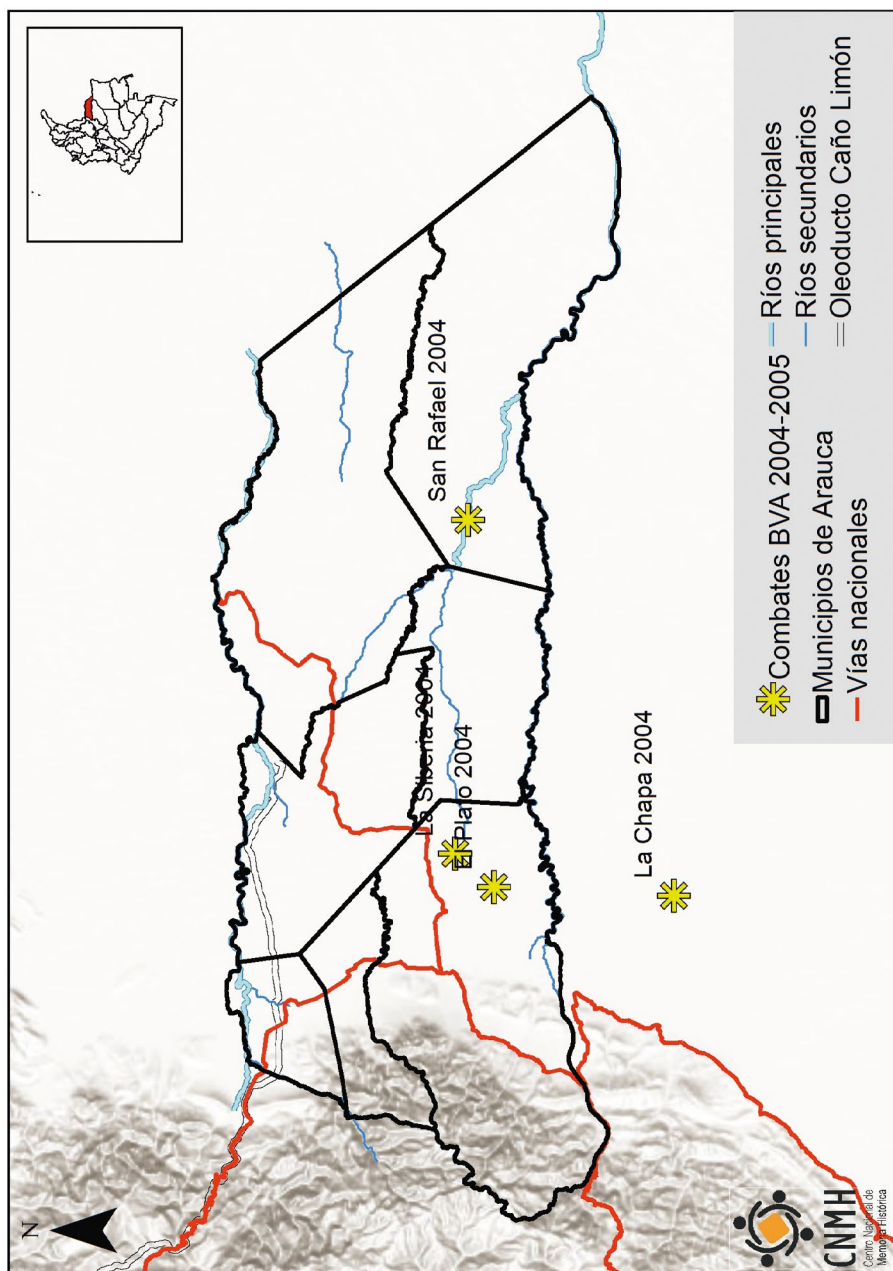 N
San Rafael 2004
La Siberia 2004
El Plaro 2004
La Chapa 2004
Combates BVA 2004-2005
Municipios de Arauca
Vías nacionales
Ríos principales
Ríos secundarios
Oleoducto Caño Limón
CNMH
Centro Nacional de
Memoria Histórica